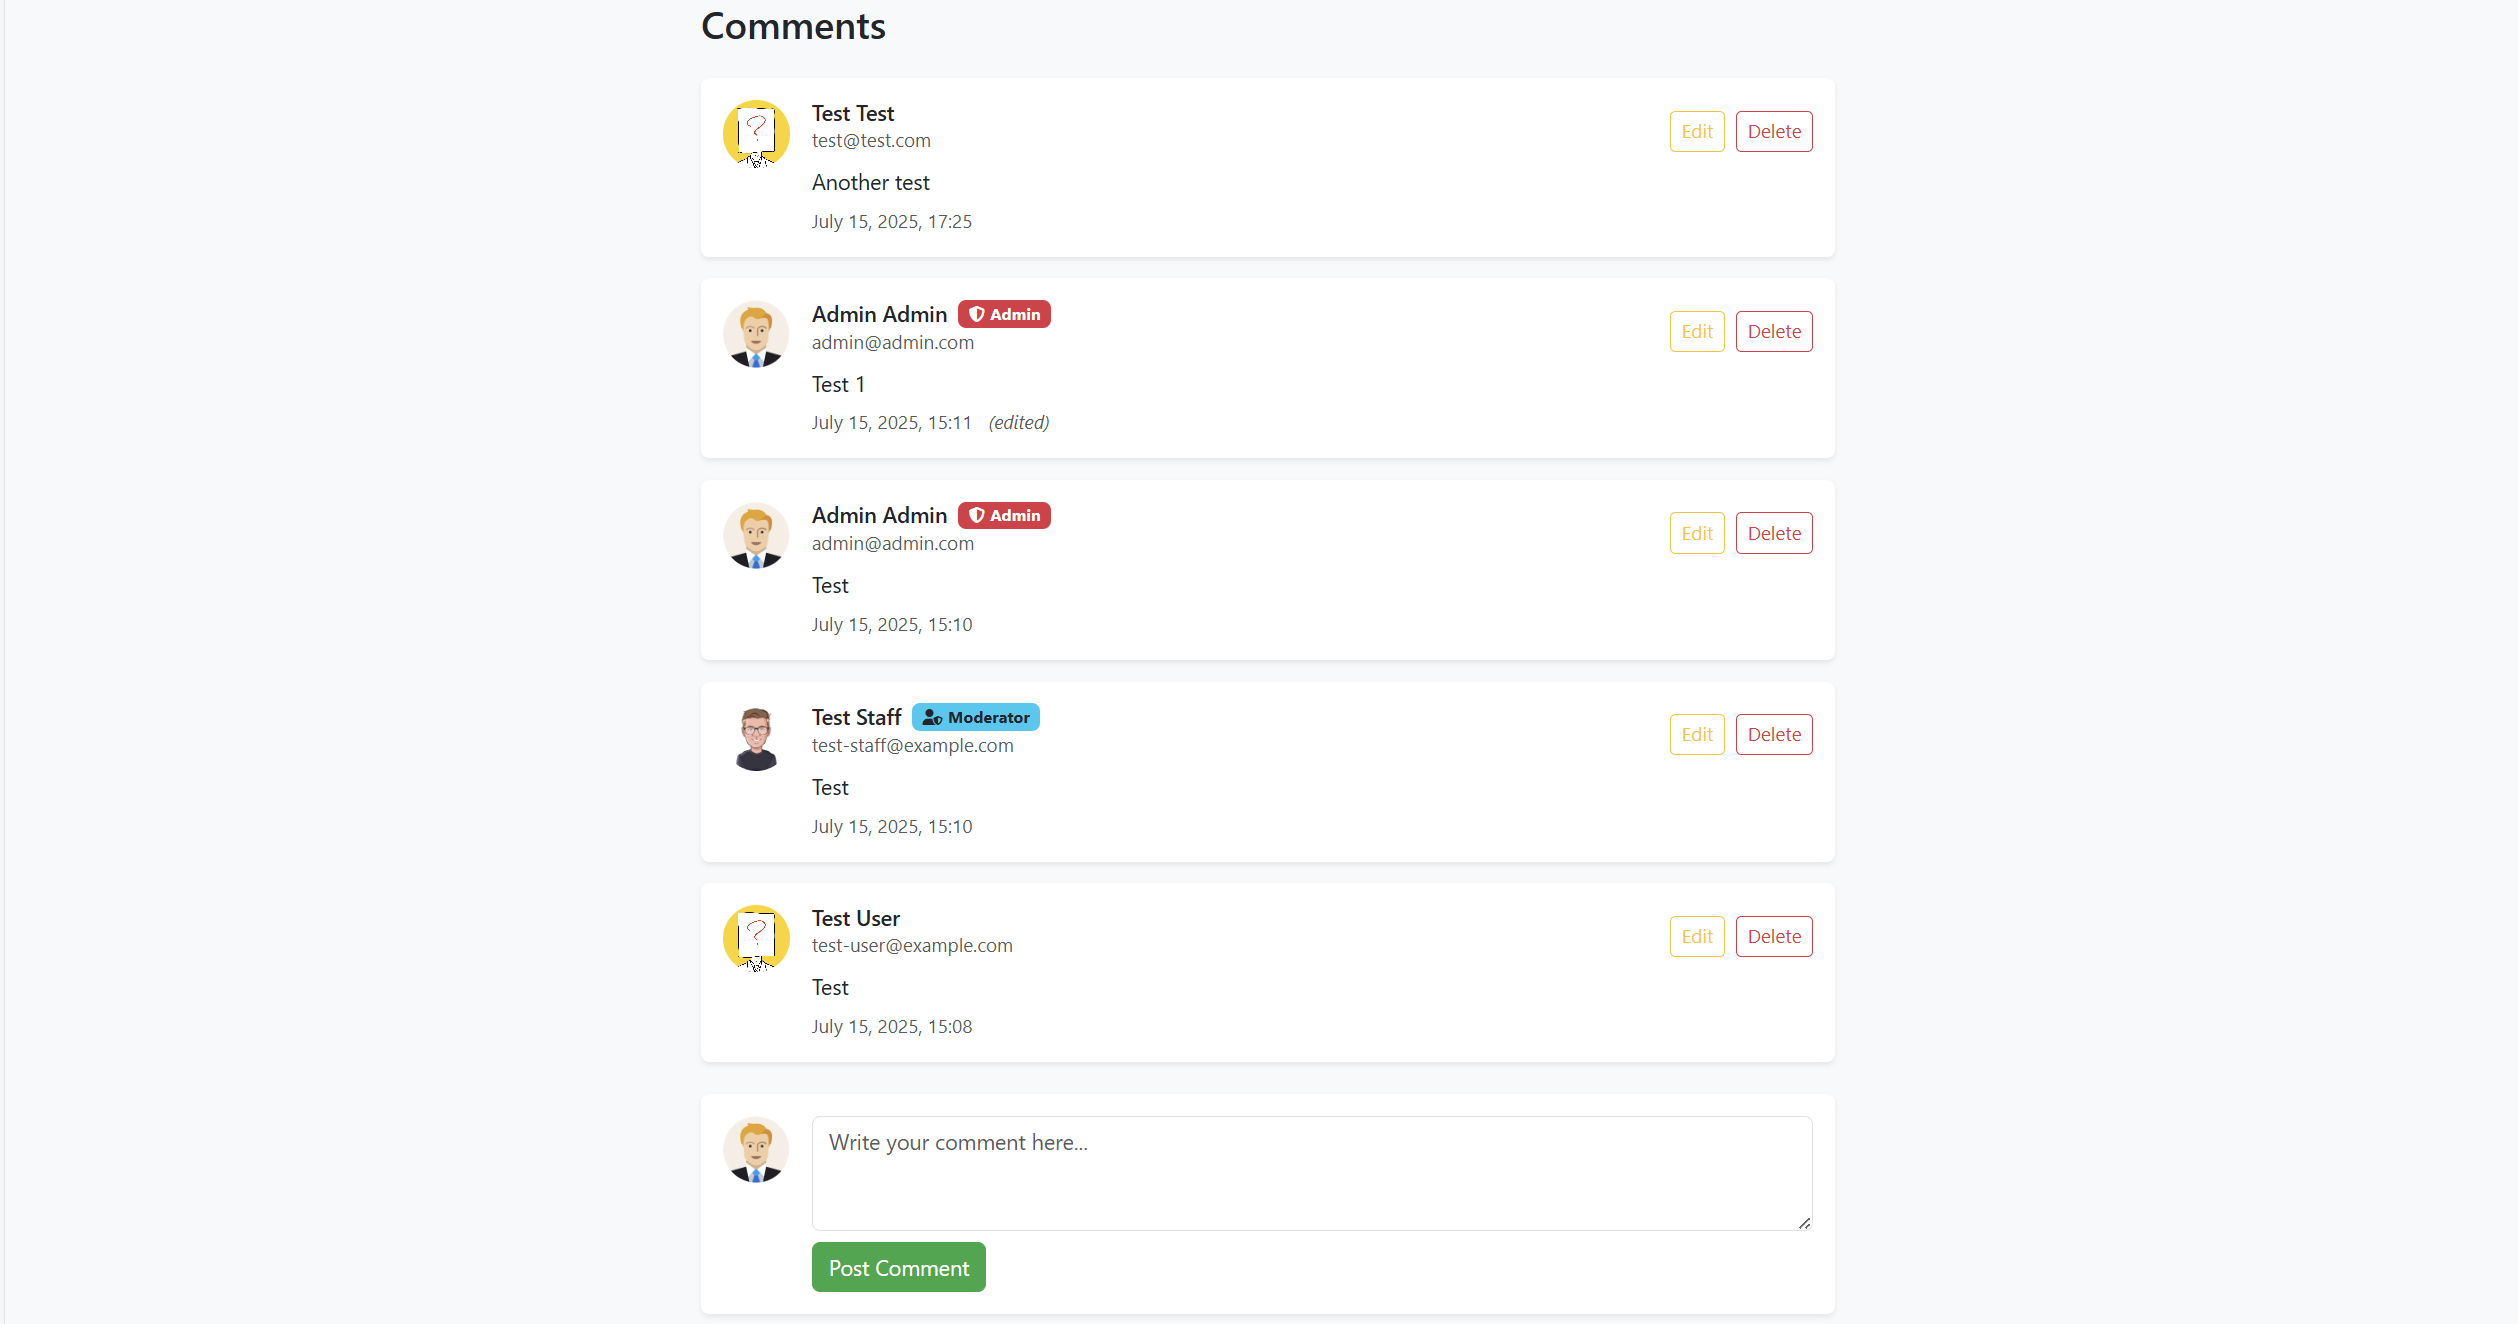 Comments
Test Test
test@test.com
Edit
Delete
Another test
July 15, 2025, 17:25
Admin Admin Admin
admin@admin.com
Edit
Delete
Test 1
July 15, 2025, 15:11 (edited)
Admin Admin Admin
admin@admin.com
Edit
Delete
Test
July 15, 2025, 15:10
Test Staff Moderator
test-staff@example.com
Edit
Delete
Test
July 15, 2025, 15:10
Test User
test-user@example.com
Edit
Delete
Test
July 15, 2025, 15:08
Write your comment here...
Post Comment